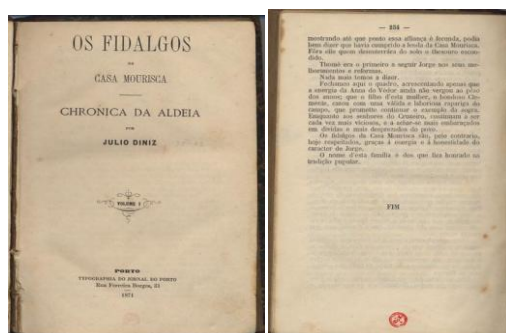 OS FIDALGOS
DA
CASA MOURISCA
CHRONICA DA ALDEIA
POR
JULIO DINIZ
VOLUME I
PORTO
TYPOGRAPHIA DO JORNAL DO PORTO
Rua Ferreira Borges, 31
1871
— 254 —
mostrando até que ponto essa alliança é fecunda, podia
bem dizer que havia cumprido a lenda da Casa Mourisca.
Fôra elle quem desenterrára do solo o thesouro escon-
dido.
Thomé era o primeiro a seguir Jorge nos seus me-
lhoramentos e reformas.
Nada mais temos a dizer.
Fechamos aqui o quadro, accrescentando apenas que
a energia da Anna do Védor ainda não vergou ao pêso
dos annos; que o filho d'esta mulher, o bondoso Cle-
mente, casou com uma válida e laboriosa rapariga do
campo, que promette continuar o exemplo da sogra.
Emquanto aos senhores do Cruzeiro, continuam a ser
cada vez mais viciosos, e a achar-se mais embaraçados
em dividas e mais desprezados do povo.
Os fidalgos da Casa Mourisca são, pelo contrario,
hoje respeitados, graças á energia e á honestidade do
caracter de Jorge.
O nome d'esta familia é dos que fica honrado na
tradição popular.
FIM